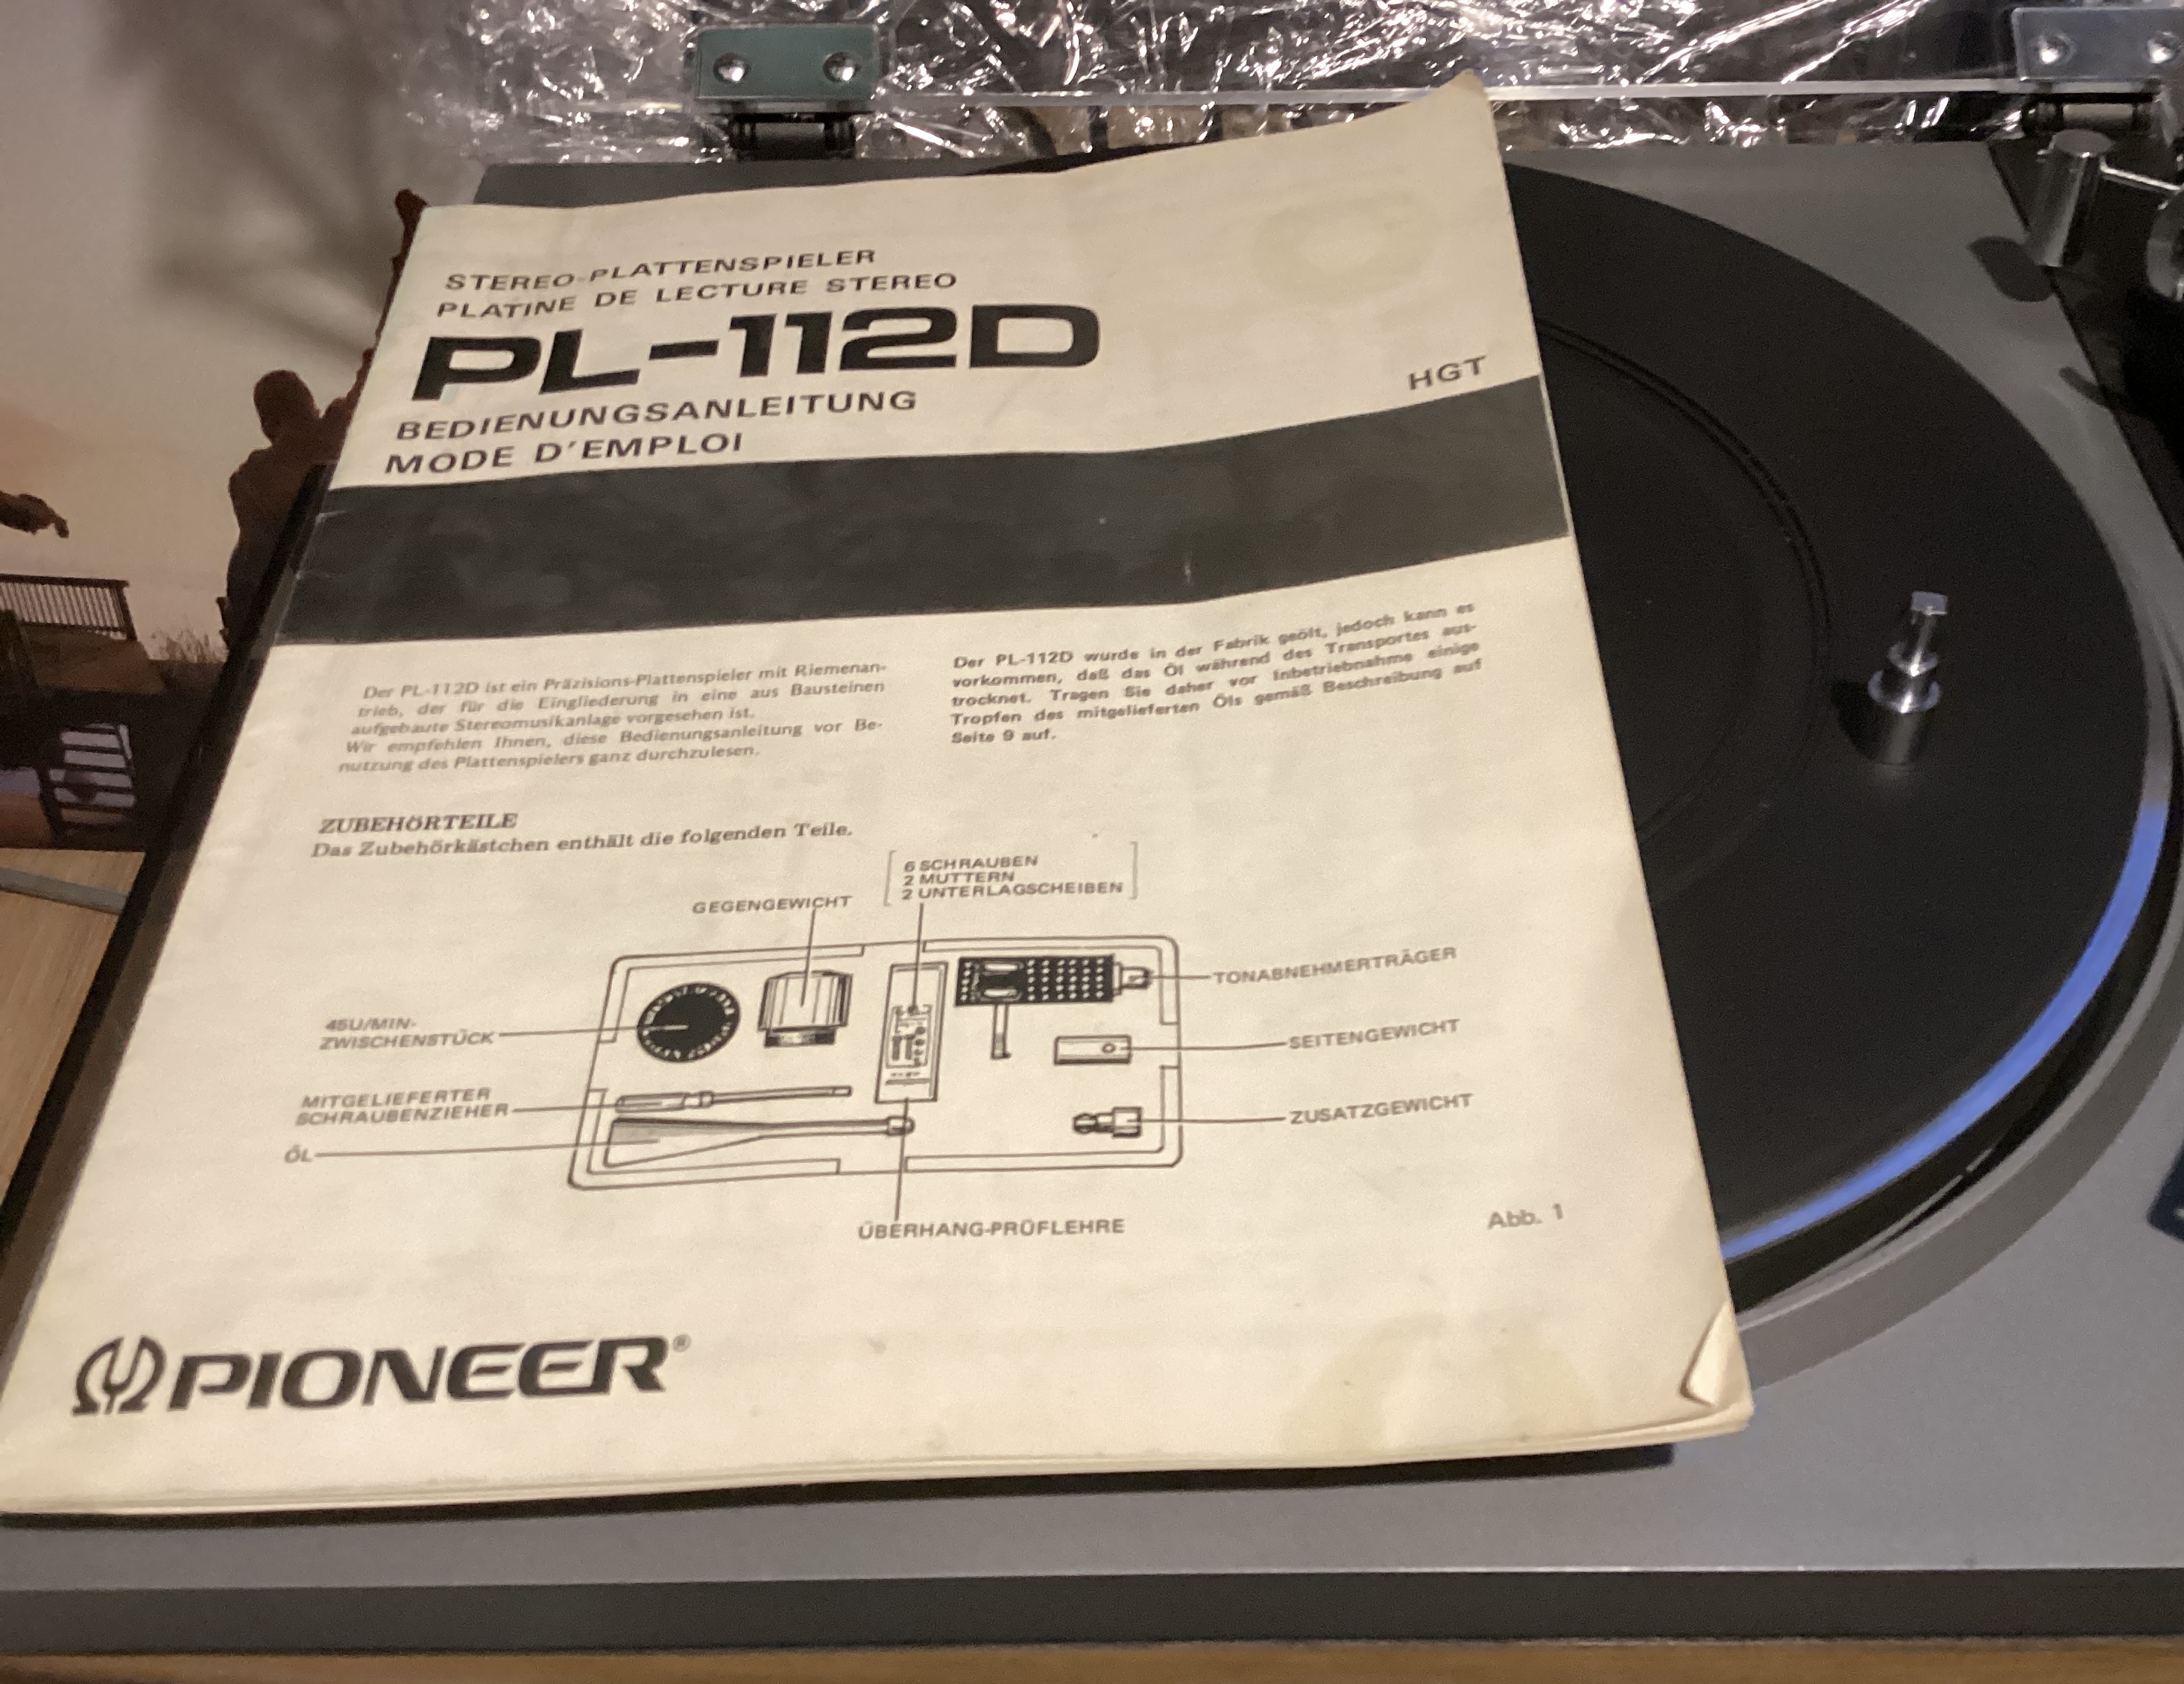 STEREO-PLATTENSPIELER
PLATINE DE LECTURE STEREO
PL-112D
BEDIENUNGSANLEITUNG
MODE D'EMPLOI
HGT
Der PL-112D ist ein Präzisions-Plattenspieler mit Riemenan-
trieb, der für die Eingliederung in eine aus Bausteinen
aufgebaute Stereomusikanlage vorgesehen ist.
Wir empfehlen Ihnen, diese Bedienungsanleitung vor Be-
nutzung des Plattenspielers ganz durchzulesen.
Der PL-112D wurde in der Fabrik geölt, jedoch kann es
vorkommen, daß das Öl während des Transportes aus-
trocknet. Tragen Sie daher vor Inbetriebnahme einige
Tropfen des mitgelieferten Öls gemäß Beschreibung auf
Seite 9 auf.
ZUBEHÖRTEILE
Das Zubehörkästchen enthält die folgenden Teile.
6 SCHRAUBEN
2 MUTTERN
2 UNTERLAGSCHEIBEN
GEGENGEWICHT
TONABNEHMERTRÄGER
45U/MIN-
ZWISCHENSTÜCK
SEITENGEWICHT
MITGELIEFERTER
SCHRAUBENZIEHER
ZUSATZGEWICHT
ÖL
ÜBERHANG-PRÜFLEHRE
Abb. 1
PIONEER®